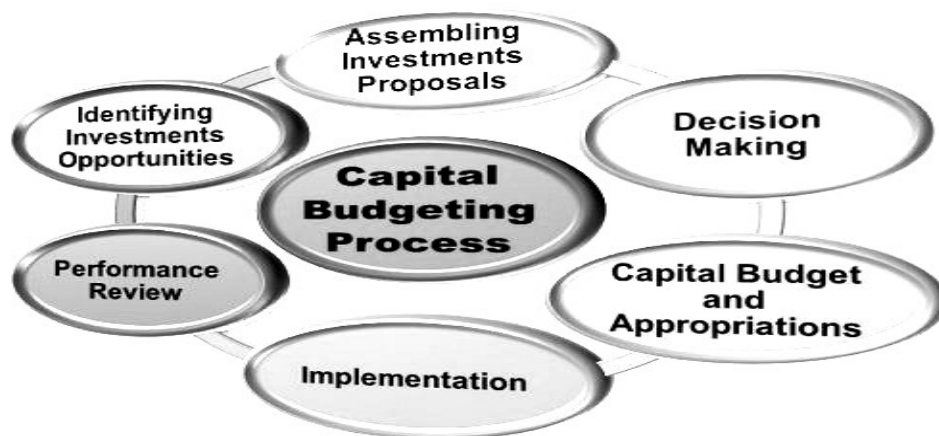 Assembling
Investments
Proposals
Identifying
Investments
Opportunities
Decision
Making
Capital
Budgeting
Process
Performance
Review
Capital Budget
and
Appropriations
Implementation